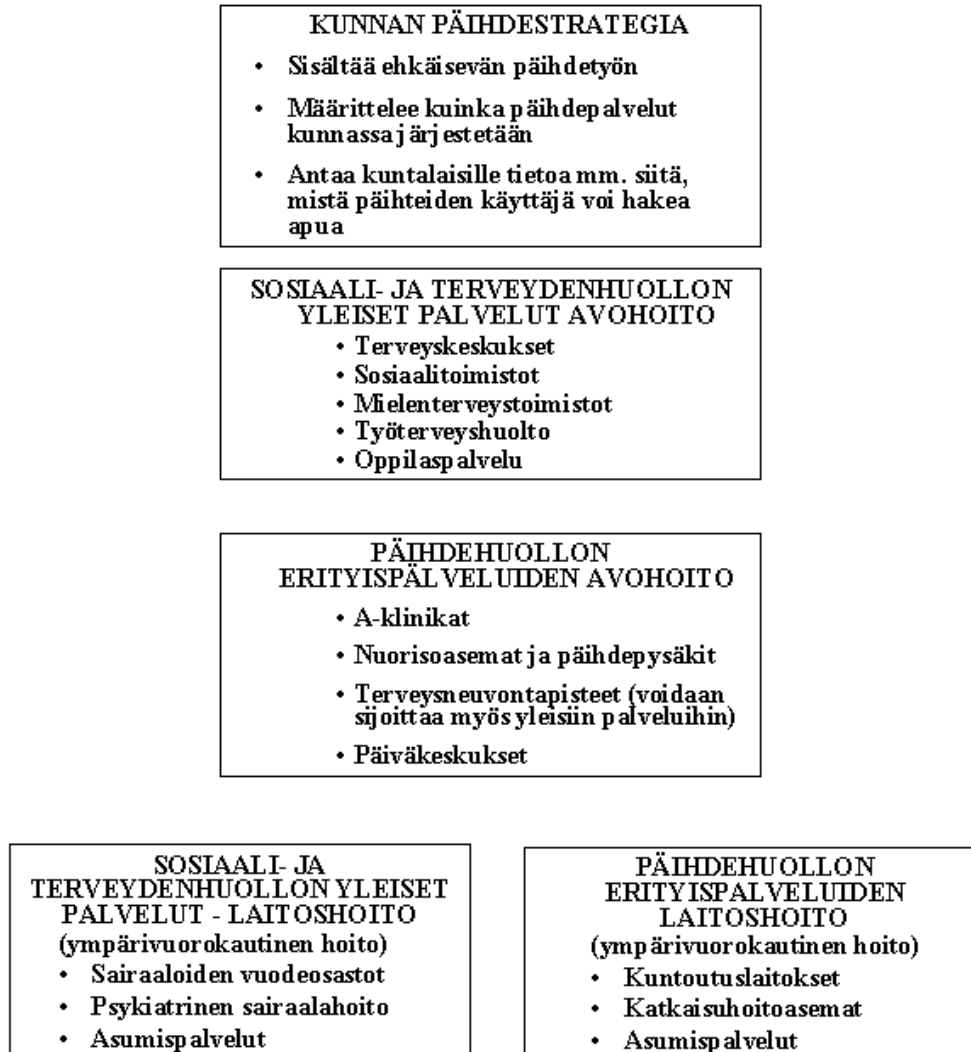 KUNNAN PÄIHDESTRATEGIA
• Sisältää ehkäisevän päihdetyön
• Määrittelee kuinka päihdepalvelut
kunnassa järjestetään
• Antaa kuntalaisille tietoa mm. siitä,
mistä päihteiden käyttäjä voi hakea
apua
SOSIAALI- JA TERVEYDENHUOLLON
YLEISET PALVELUT AVOHOITO
• Terveyskeskukset
• Sosiaalitoimistot
• Mielenterveystoimistot
• Työterveyshuolto
• Oppilaspalvelu
PÄIHDEHUOLLON
ERITYISPÄLVELUIDEN AVOHOITO
• A-klinikat
• Nuorisoasemat ja päihdepysäkit
• Terveysneuvontapisteet (voidaan
sijoittaa myös yleisiin palveluihin)
• Päiväkeskukset
SOSIAALI- JA
TERVEYDENHUOLLON YLEISET
PALVELUT - LAITOSHOITO
(ympärivuorokautinen hoito)
• Sairaaloiden vuodeosastot
• Psykiatrinen sairaalahoito
• Asumispalvelut
PÄIHDEHUOLLON
ERITYISPALVELUIDEN
LAITOSHOITO
(ympärivuorokautinen hoito)
• Kuntoutuslaitokset
• Katkaisuhoitoasemat
• Asumispalvelut